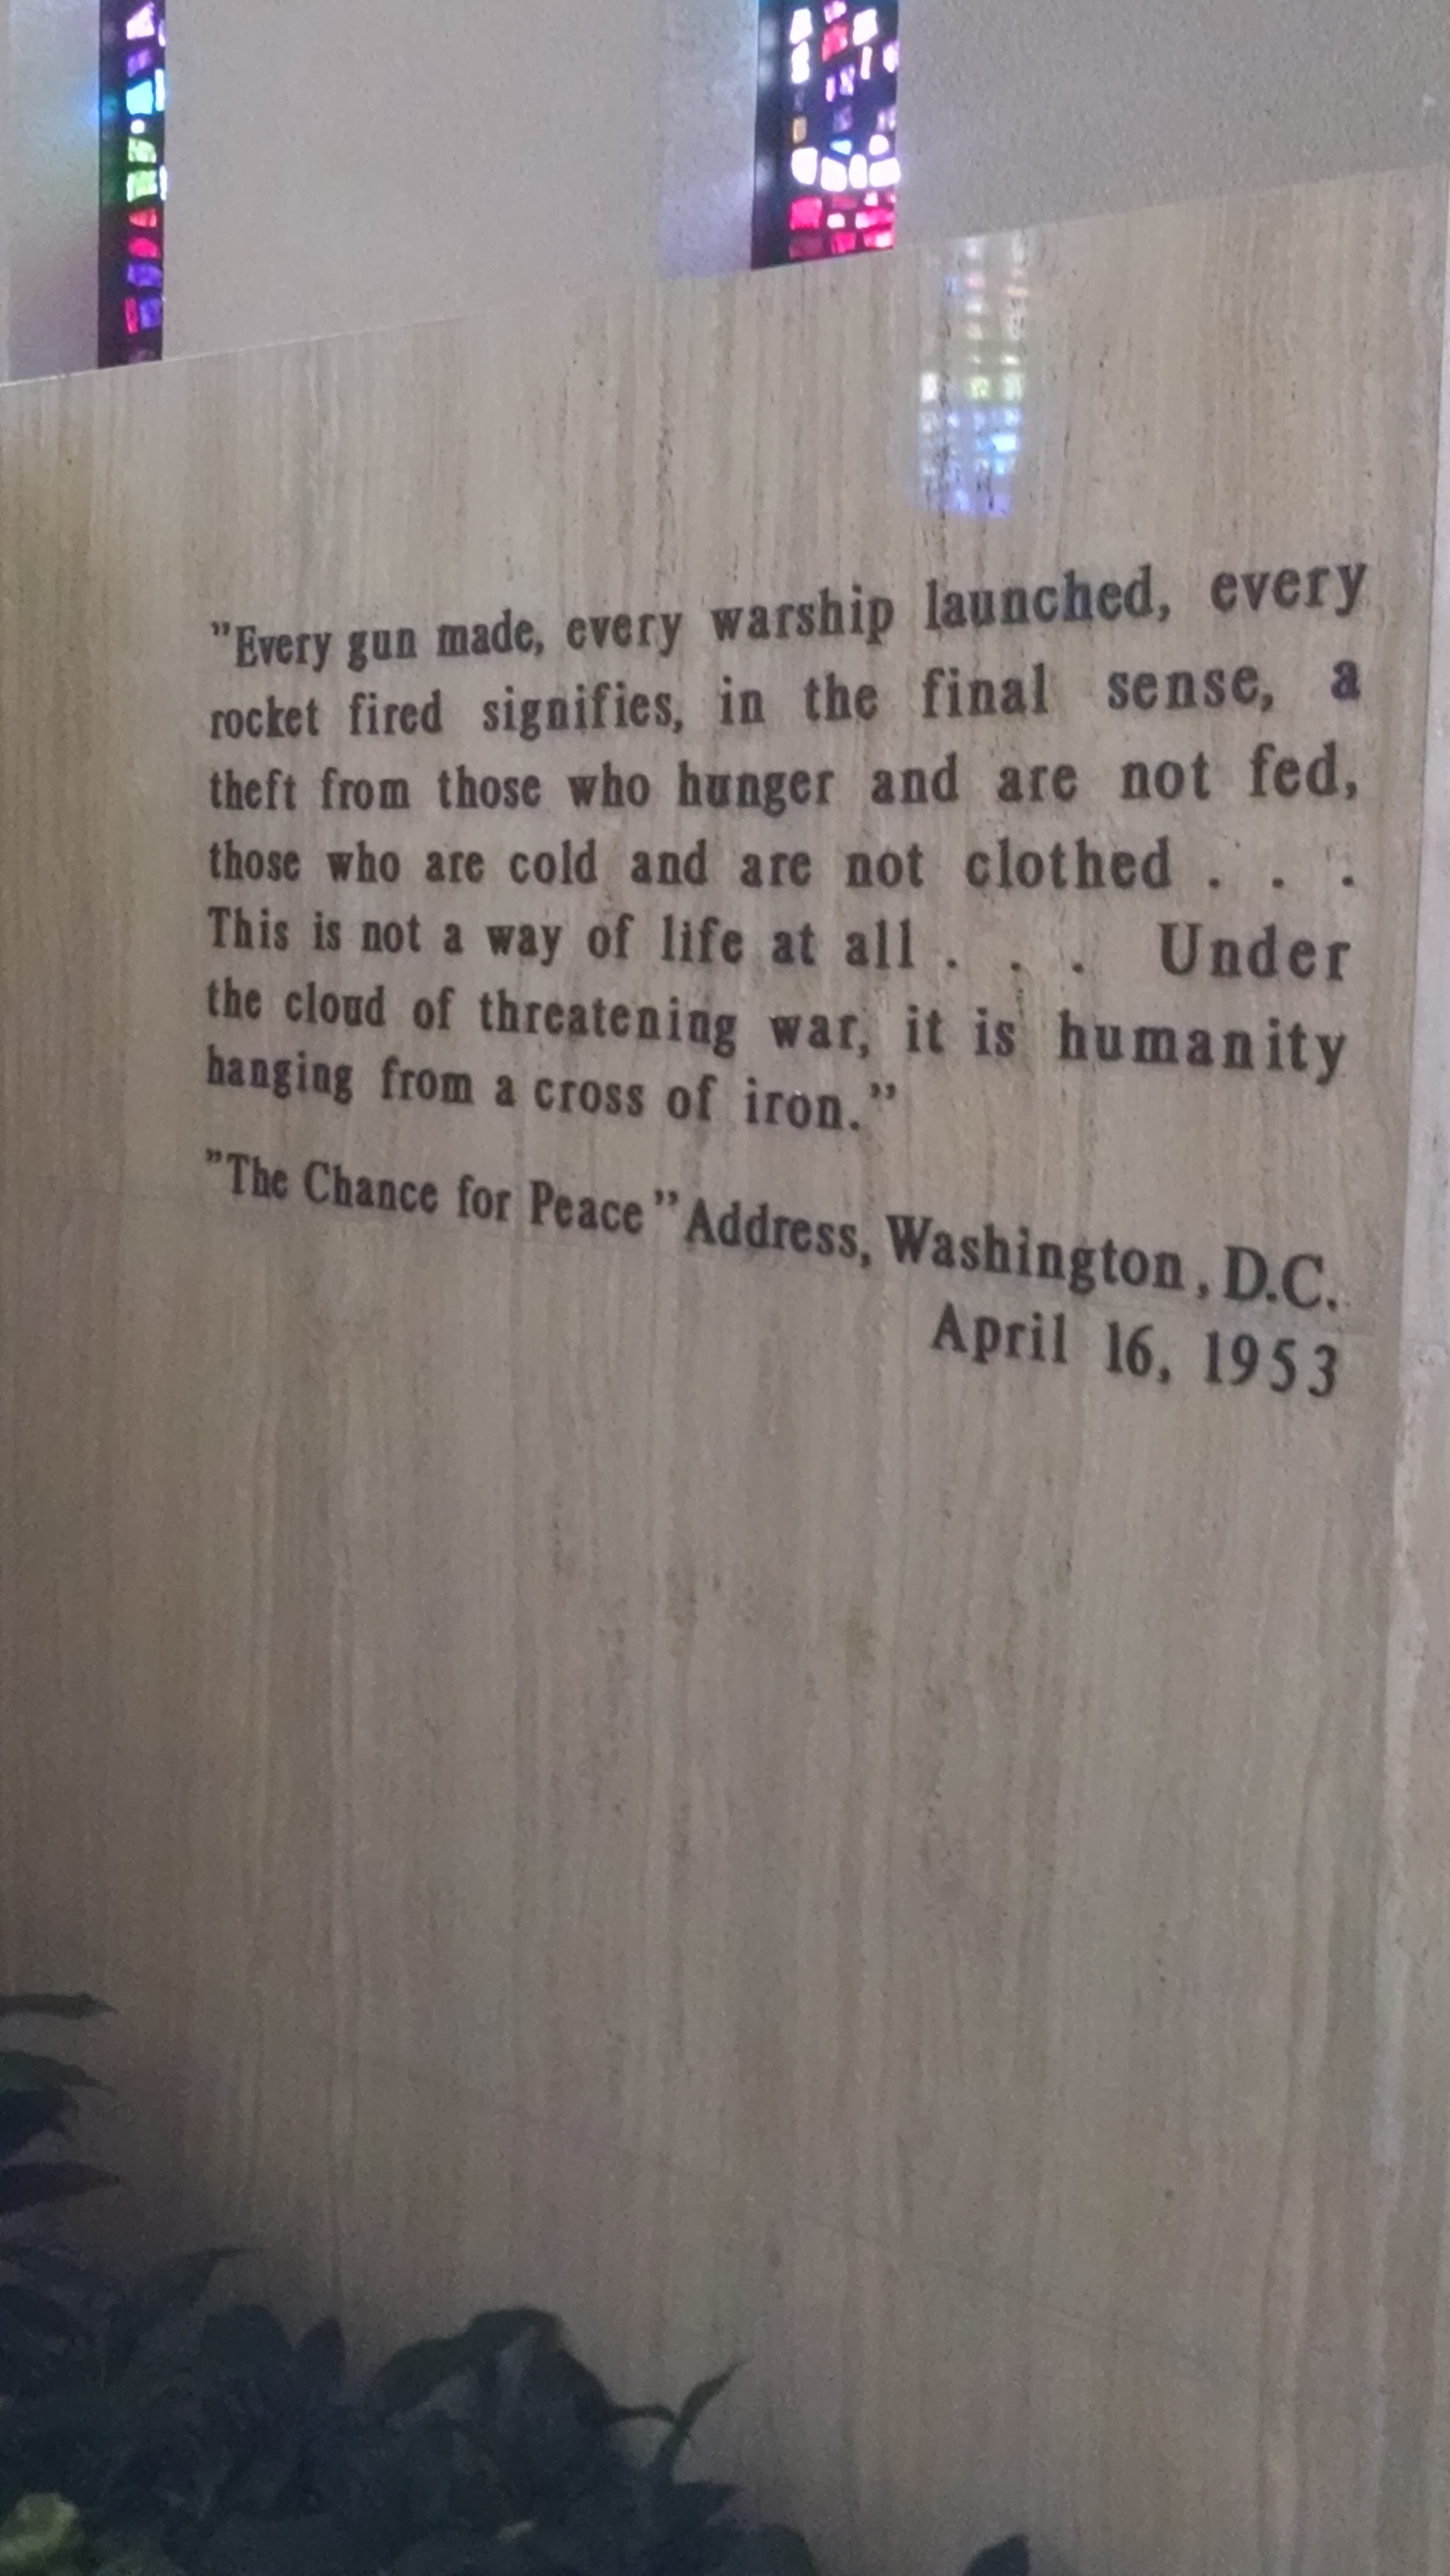 ”Every gun made, every warship launched, every
rocket fired signifies, in the final sense, a
theft from those who hunger and are not fed,
those who are cold and are not clothed . . .
This is not a way of life at all . . . Under
the cloud of threatening war, it is humanity
hanging from a cross of iron.”
”The Chance for Peace” Address, Washington, D.C.
April 16, 1953